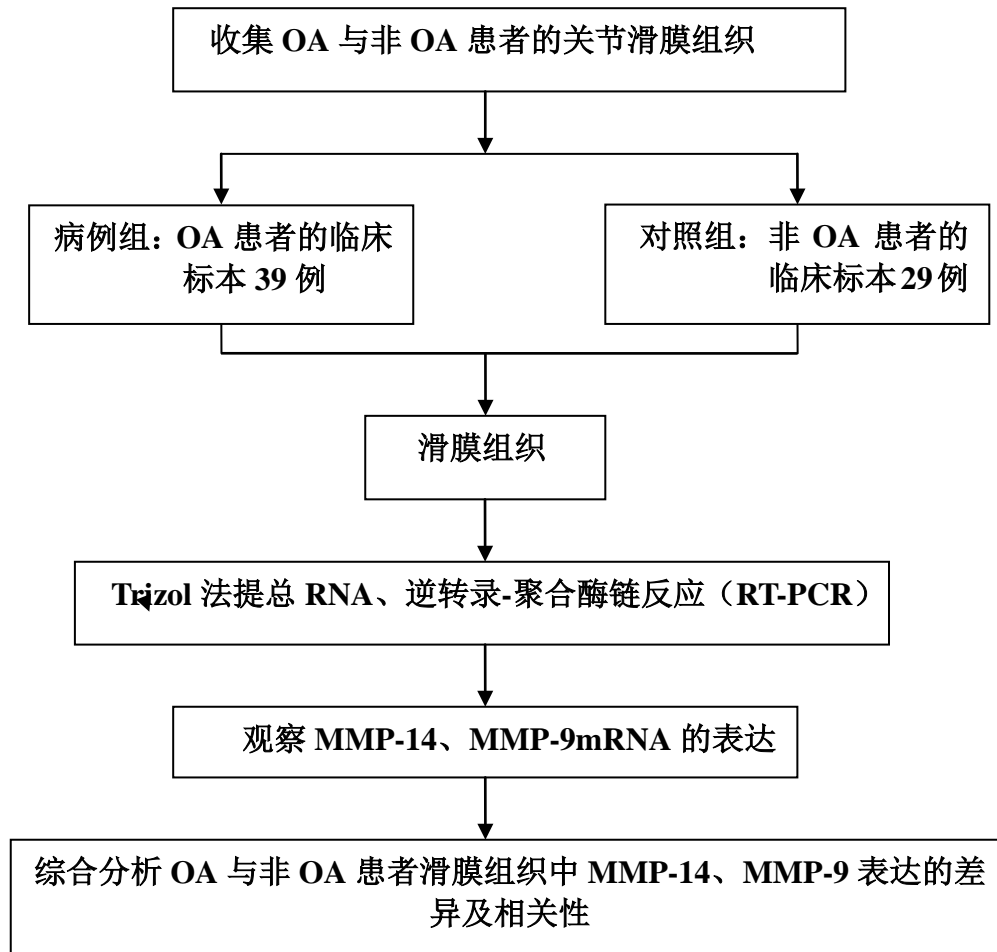 收集 OA 与非 OA 患者的关节滑膜组织
病例组：OA 患者的临床
标本 39 例
对照组：非 OA 患者的
临床标本 29 例
滑膜组织
Trizol 法提总 RNA、逆转录-聚合酶链反应（RT-PCR）
观察 MMP-14、MMP-9mRNA 的表达
综合分析 OA 与非 OA 患者滑膜组织中 MMP-14、MMP-9 表达的差
异及相关性